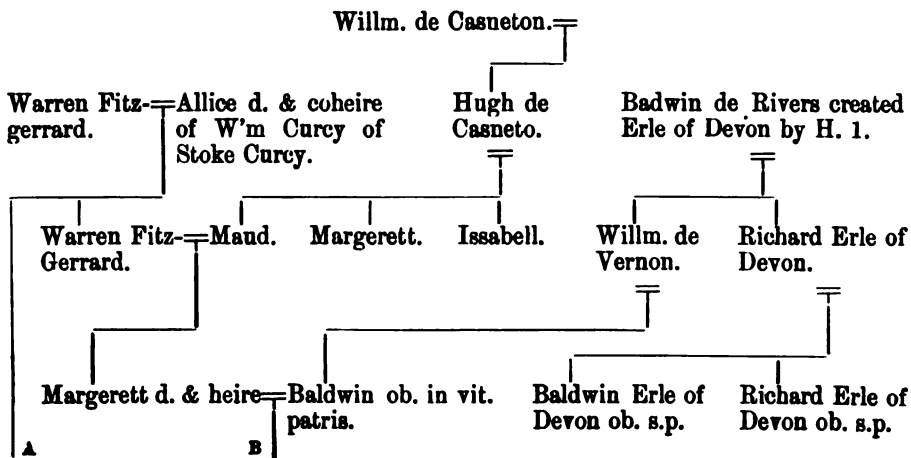 Willm. de Casneton.
Warren Fitz-
gerrard.
Allice d. & coheire
of W'm Curcy of
Stoke Curcy.
Hugh de
Casneto.
Badwin de Rivers created
Erle of Devon by H. 1.
Warren Fitz-
Gerrard.
Maud.
Margerett.
Issabell.
Willm. de
Vernon.
Richard Erle of
Devon.
Margerett d. & heire
Baldwin ob. in vit.
patris.
Baldwin Erle of
Devon ob. s.p.
Richard Erle of
Devon ob. s.p.
A
B